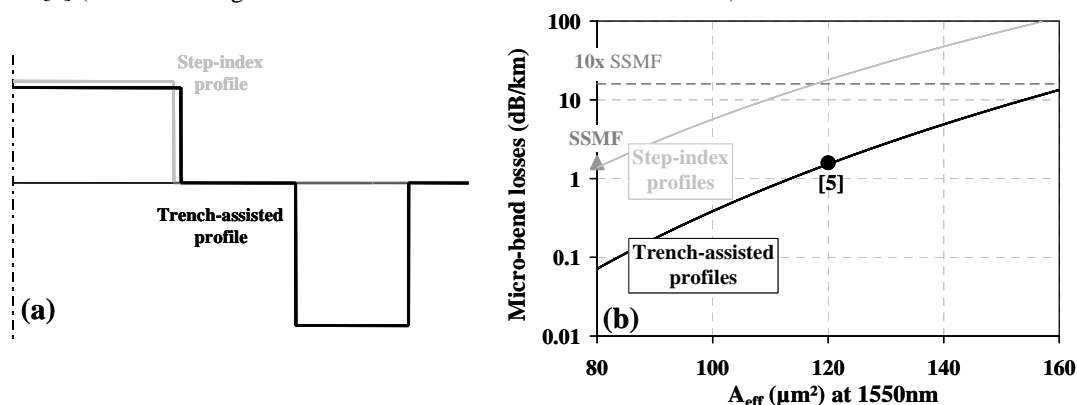 Step-index
profile
Trench-assisted
profile
(a)
Micro-bend losses (dB/km)
100
10
1
0.1
0.01
10x SSMF
SSMF
Step-index
profiles
[5]
Trench-assisted
profiles
(b)
80
100
120
140
160
Aeff (µm²) at 1550nm